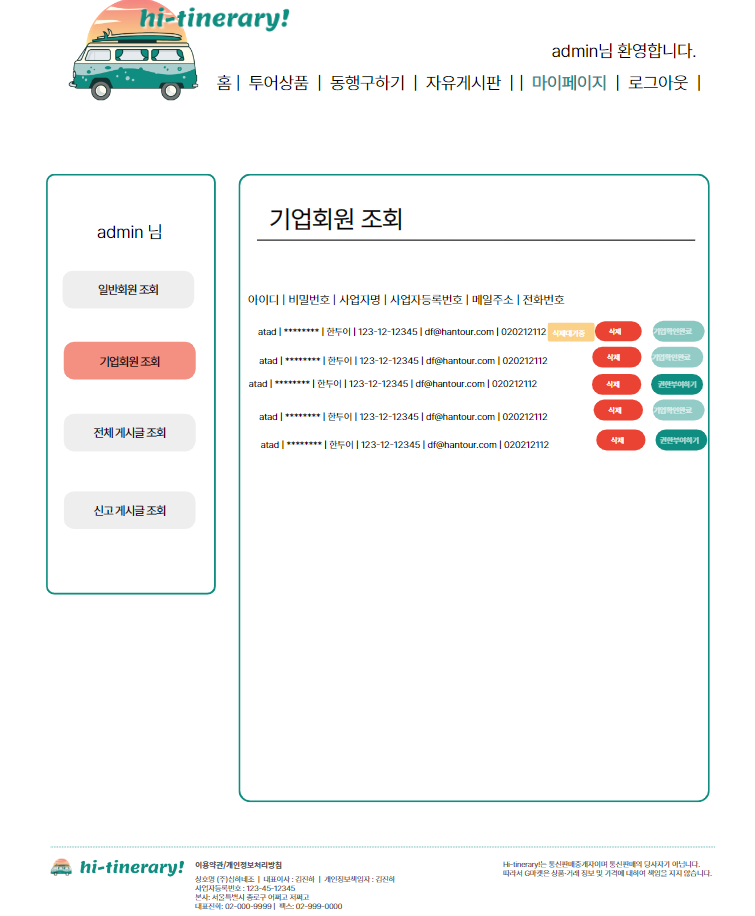 hi-tinerary!
admin님 환영합니다.
홈 | 투어상품 | 동행구하기 | 자유게시판 | | 마이페이지 | 로그아웃 |
admin 님
일반회원 조회
기업회원 조회
전체 게시글 조회
신고 게시글 조회
기업회원 조회
아이디 | 비밀번호 | 사업자명 | 사업자등록번호 | 메일주소 | 전화번호
atad | ******** | 한두이 | 123-12-12345 | df@hantour.com | 020212112 삭제대기중 삭제 기업확인완료
atad | ******** | 한두이 | 123-12-12345 | df@hantour.com | 020212112 삭제 기업확인완료
atad | ******** | 한두이 | 123-12-12345 | df@hantour.com | 020212112 삭제 권한부여하기
atad | ******** | 한두이 | 123-12-12345 | df@hantour.com | 020212112 삭제 기업확인완료
atad | ******** | 한두이 | 123-12-12345 | df@hantour.com | 020212112 삭제 권한부여하기
hi-tinerary!
이용약관/개인정보처리방침
상호명 (주)신하네조 | 대표이사 : 김진하 | 개인정보책임자 : 김진하
사업자등록번호 : 123-45-12345
본사: 서울특별시 종로구 어쩌고 저쩌고
대표전화: 02-000-9999 | 팩스: 02-999-0000
Hi-tinerary!는 통신판매중개자이며 통신판매의 당사자가 아닙니다.
따라서 G마켓은 상품·거래 정보 및 가격에 대하여 책임을 지지 않습니다.